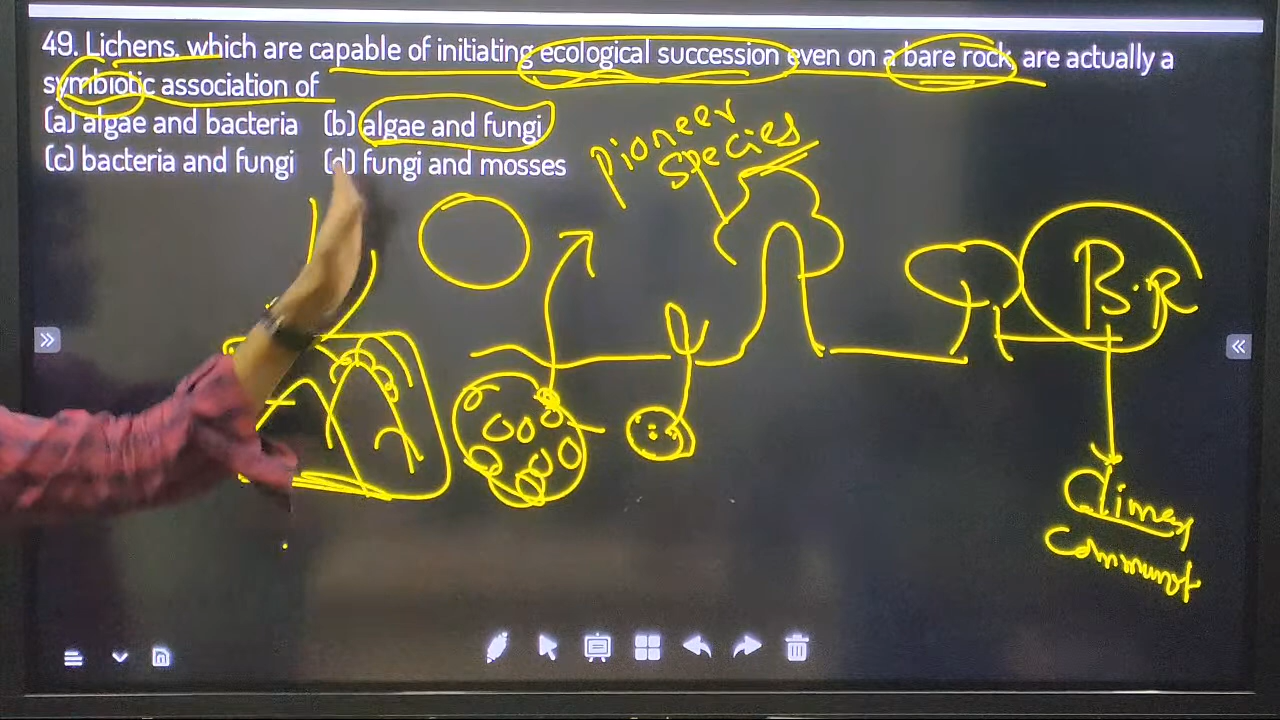 49. Lichens, which are capable of initiating ecological succession even on a bare rock, are actually a
symbiotic association of
(a) algae and bacteria (b) algae and fungi
(c) bacteria and fungi (d) fungi and mosses
pioneer
species
B.R
Climax